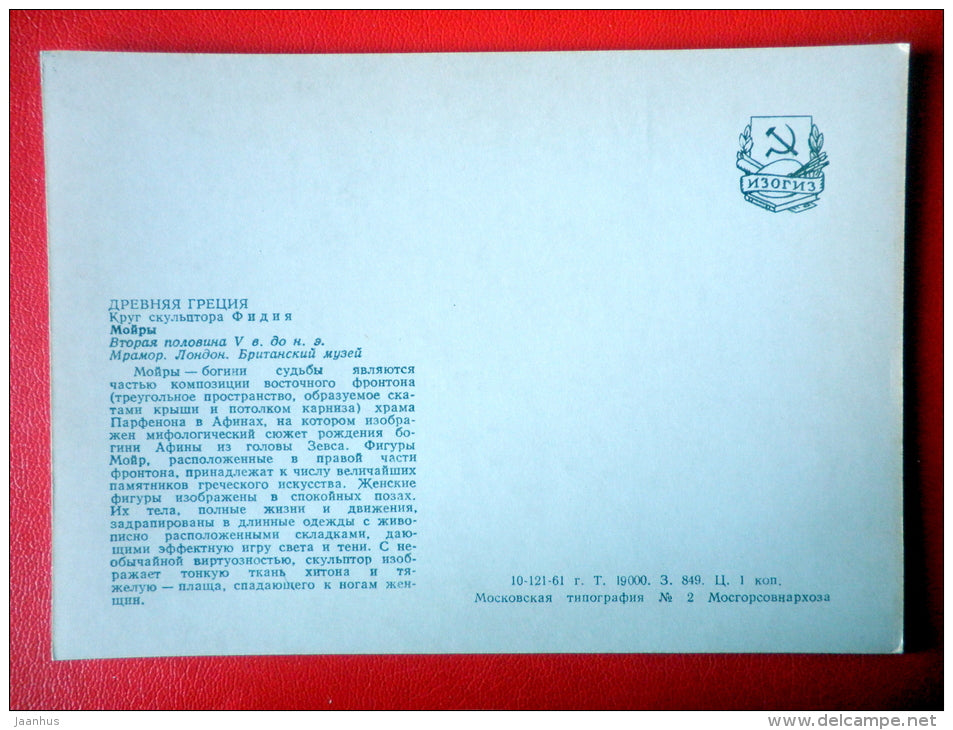 ИЗОГИЗ
ДРЕВНЯЯ ГРЕЦИЯ
Круг скульптора Фидия
Мойры
Вторая половина V в. до н. э.
Мрамор. Лондон. Британский музей
Мойры — богини судьбы являются
частью композиции восточного фронтона
(треугольное пространство, образуемое ска-
тами крыши и потолком карниза) храма
Парфенона в Афинах, на котором изобра-
жен мифологический сюжет рождения бо-
гини Афины из головы Зевса. Фигуры
Мойр, расположенные в правой части
фронтона, принадлежат к числу величайших
памятников греческого искусства. Женские
фигуры изображены в спокойных позах.
Их тела, полные жизни и движения,
задрапированы в длинные одежды с живо-
писно расположенными складками, даю-
щими эффектную игру света и тени. С не-
обычайной виртуозностью, скульптор изоб-
ражает тонкую ткань хитона и тя-
желую — плаща, спадающего к ногам жен-
щин.
10-121-61 г. Т. 19000. З. 849. Ц. 1 коп.
Московская типография № 2 Мосгорсовнархоза
jaanhus
www.delcampe.net